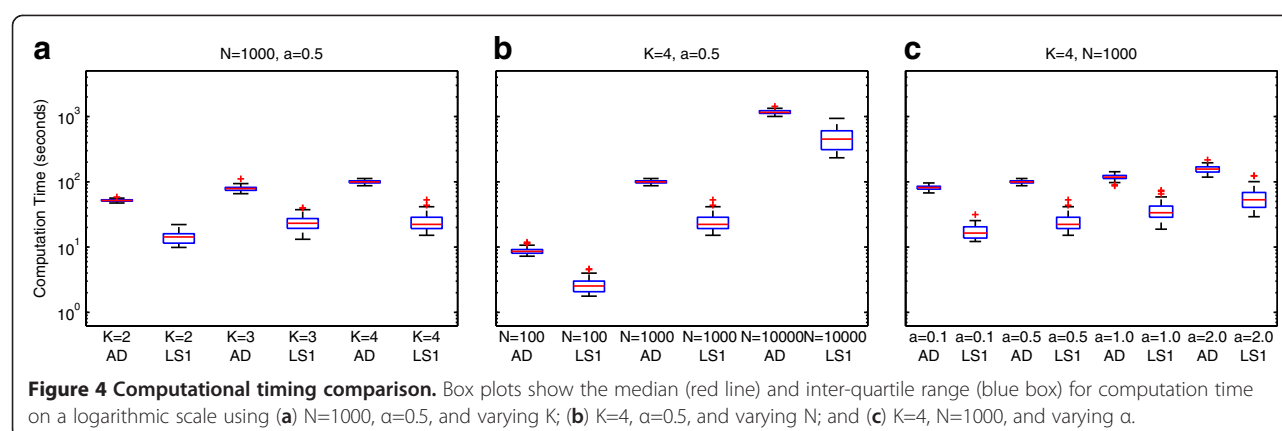 a
N=1000, a=0.5
b
K=4, a=0.5
c
K=4, N=1000
Computation Time (seconds)
10³
10²
10¹
10⁰
K=2 K=2 K=3 K=3 K=4 K=4
AD LS1 AD LS1 AD LS1
N=100 N=100 N=1000 N=1000 N=10000 N=10000
AD LS1 AD LS1 AD LS1
a=0.1 a=0.1 a=0.5 a=0.5 a=1.0 a=1.0 a=2.0 a=2.0
AD LS1 AD LS1 AD LS1 AD LS1
Figure 4 Computational timing comparison. Box plots show the median (red line) and inter-quartile range (blue box) for computation time
on a logarithmic scale using (a) N=1000, α=0.5, and varying K; (b) K=4, α=0.5, and varying N; and (c) K=4, N=1000, and varying α.